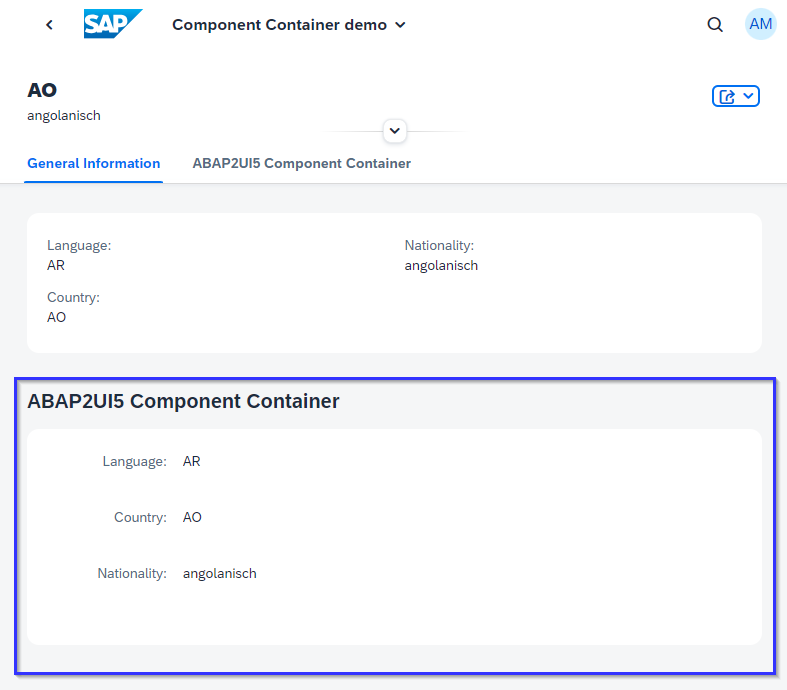 SAP Component Container demo AM
AO
angolanisch
General Information ABAP2UI5 Component Container
Language: Nationality:
AR angolanisch
Country:
AO
ABAP2UI5 Component Container
Language: AR
Country: AO
Nationality: angolanisch